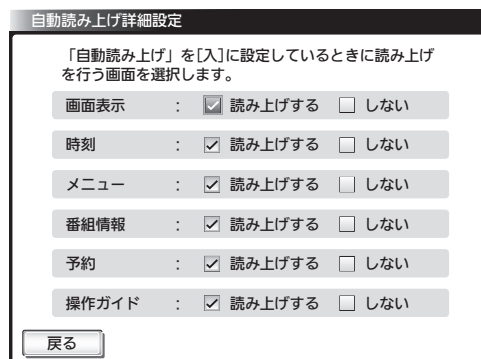 自動読み上げ詳細設定
「自動読み上げ」を[入]に設定しているときに読み上げ
を行う画面を選択します。
画面表示 : 読み上げする しない
時刻 : 読み上げする しない
メニュー : 読み上げする しない
番組情報 : 読み上げする しない
予約 : 読み上げする しない
操作ガイド : 読み上げする しない
戻る